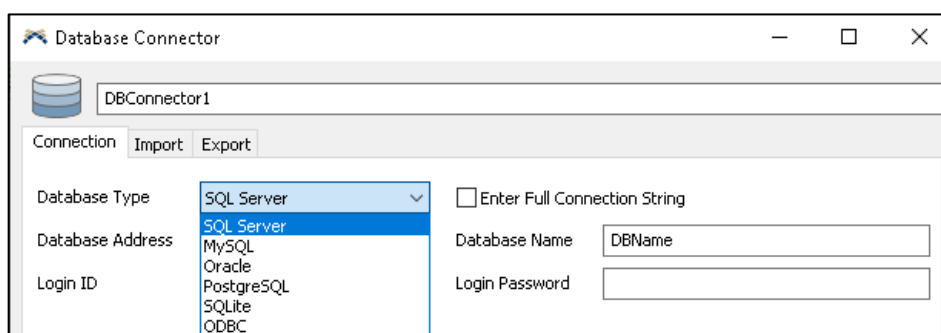 Database Connector
DBConnector1
Connection Import Export
Database Type SQL Server Enter Full Connection String
SQL Server
MySQL
Database Address Database Name DBName
Oracle
PostgreSQL
Login ID Login Password
SQLite
ODBC